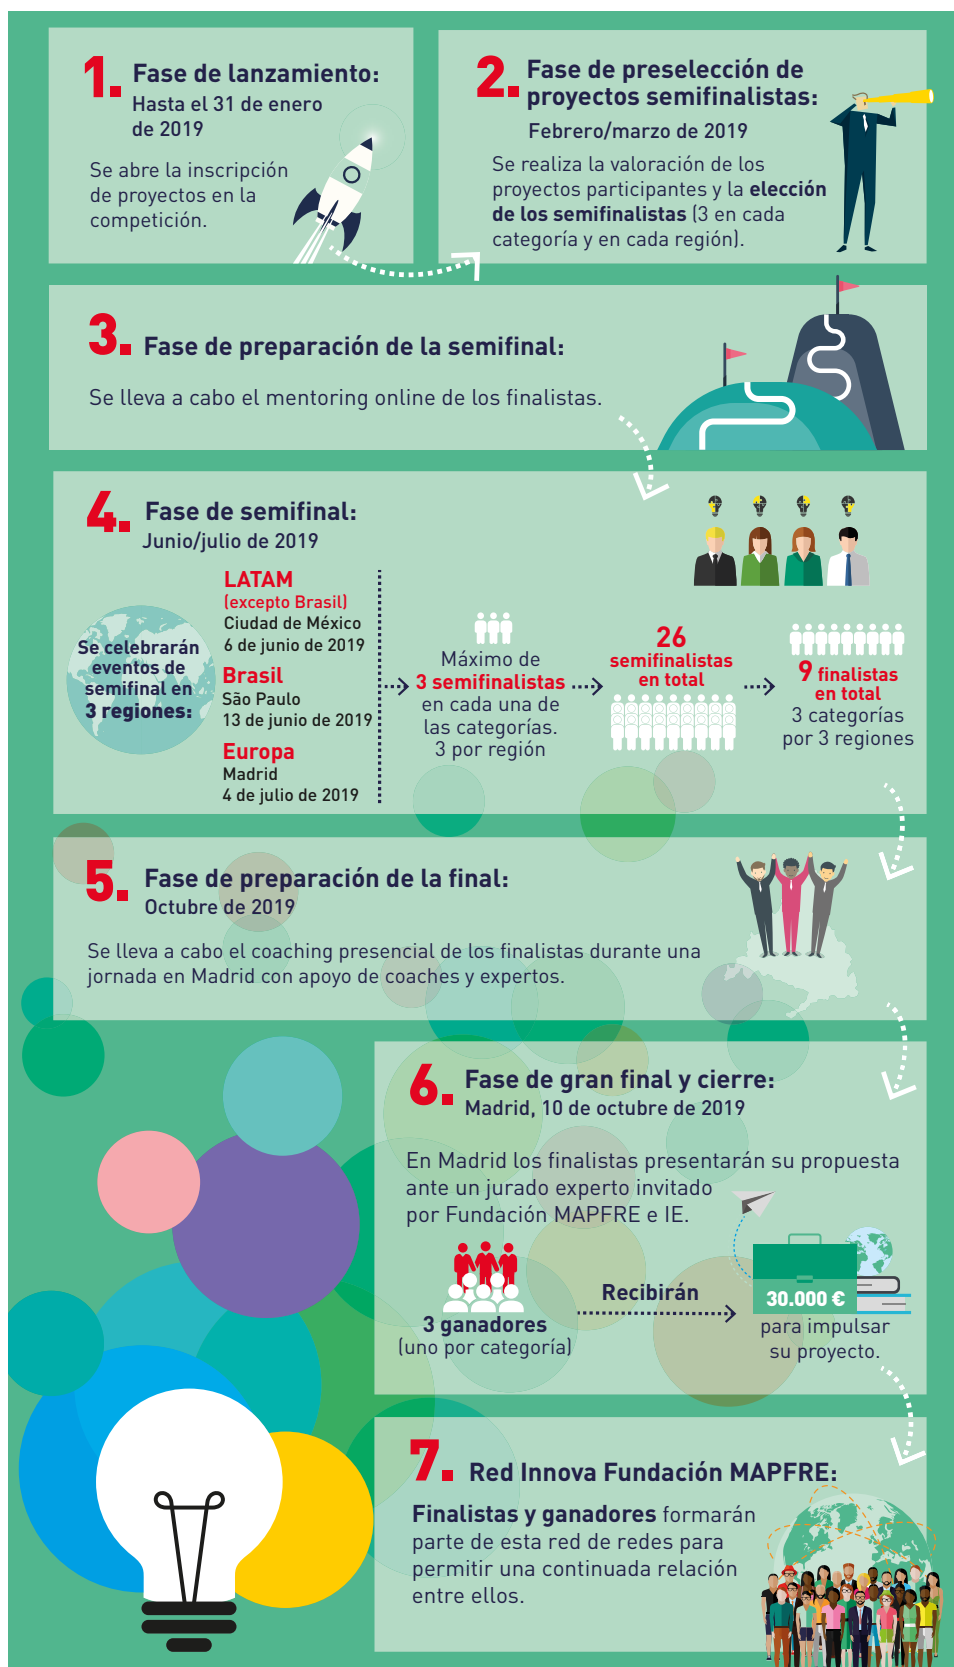 1. Fase de lanzamiento:
Hasta el 31 de enero
de 2019
Se abre la inscripción
de proyectos en la
competición.
2. Fase de preselección de
proyectos semifinalistas:
Febrero/marzo de 2019
Se realiza la valoración de los
proyectos participantes y la elección
de los semifinalistas (3 en cada
categoría y en cada región).
3. Fase de preparación de la semifinal:
Se lleva a cabo el mentoring online de los finalistas.
4. Fase de semifinal:
Junio/julio de 2019
Se celebrarán
eventos de
semifinal en
3 regiones:
LATAM
(excepto Brasil)
Ciudad de México
6 de junio de 2019
Brasil
São Paulo
13 de junio de 2019
Europa
Madrid
4 de julio de 2019
Máximo de
3 semifinalistas
en cada una de
las categorías.
3 por región
26
semifinalistas
en total
9 finalistas
en total
3 categorías
por 3 regiones
5. Fase de preparación de la final:
Octubre de 2019
Se lleva a cabo el coaching presencial de los finalistas durante una
jornada en Madrid con apoyo de coaches y expertos.
6. Fase de gran final y cierre:
Madrid, 10 de octubre de 2019
En Madrid los finalistas presentarán su propuesta
ante un jurado experto invitado
por Fundación MAPFRE e IE.
3 ganadores
(uno por categoría)
Recibirán
30.000 €
para impulsar
su proyecto.
7. Red Innova Fundación MAPFRE:
Finalistas y ganadores formarán
parte de esta red de redes para
permitir una continuada relación
entre ellos.